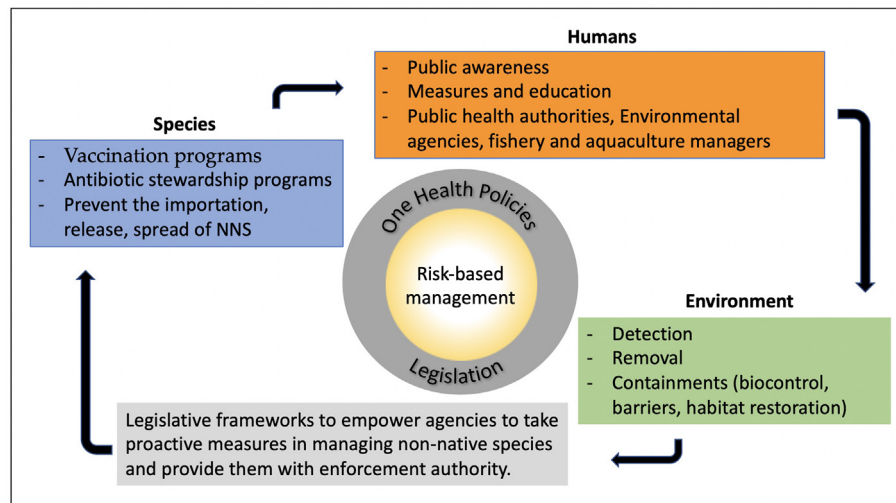 Humans
- Public awareness
- Measures and education
- Public health authorities, Environmental
agencies, fishery and aquaculture managers
Species
- Vaccination programs
- Antibiotic stewardship programs
- Prevent the importation,
release, spread of NNS
One Health Policies
Risk-based
management
Legislation
Environment
- Detection
- Removal
- Containments (biocontrol,
barriers, habitat restoration)
Legislative frameworks to empower agencies to take
proactive measures in managing non-native species
and provide them with enforcement authority.